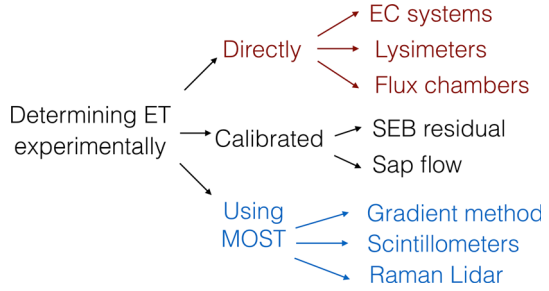 Determining ET
experimentally
Directly
EC systems
Lysimeters
Flux chambers
Calibrated
SEB residual
Sap flow
Using
MOST
Gradient method
Scintillometers
Raman Lidar